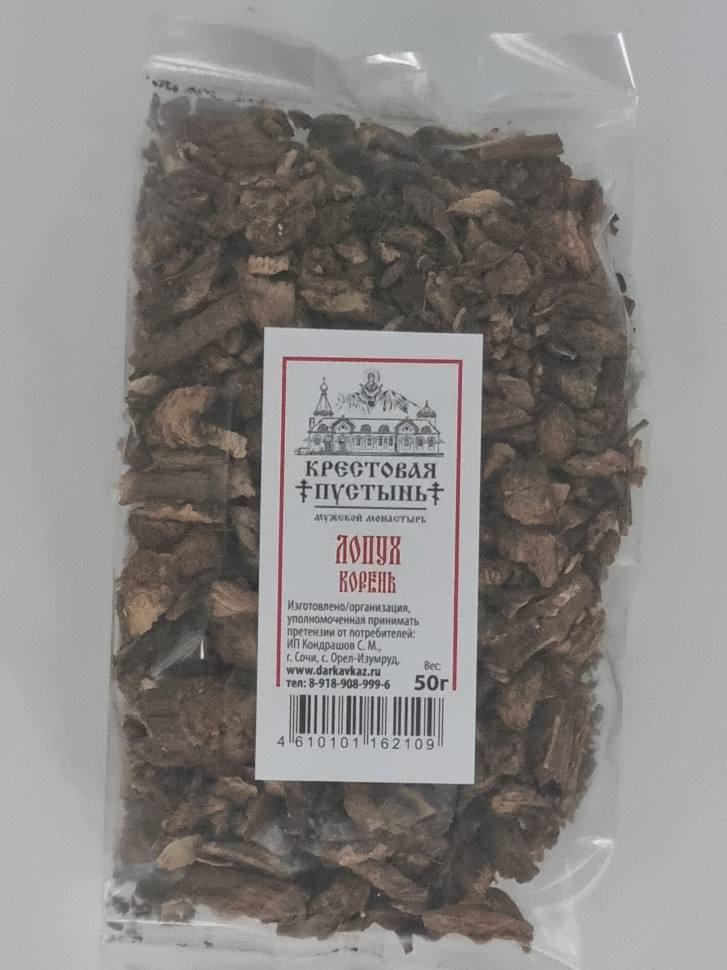 КРЕСТОВАЯ
ПУСТЫНЬ
МУЖСКОЙ МОНАСТЫРЬ
ЛОПУХ
КОРЕНЬ
Изготовлено/организация,
уполномоченная принимать
претензии от потребителей:
ИП Кондрашов С. М.,
г. Сочи, с. Орел-Изумруд,
www.darkavkaz.ru
тел: 8-918-908-999-6
Вес:
50г
4 610101 162109